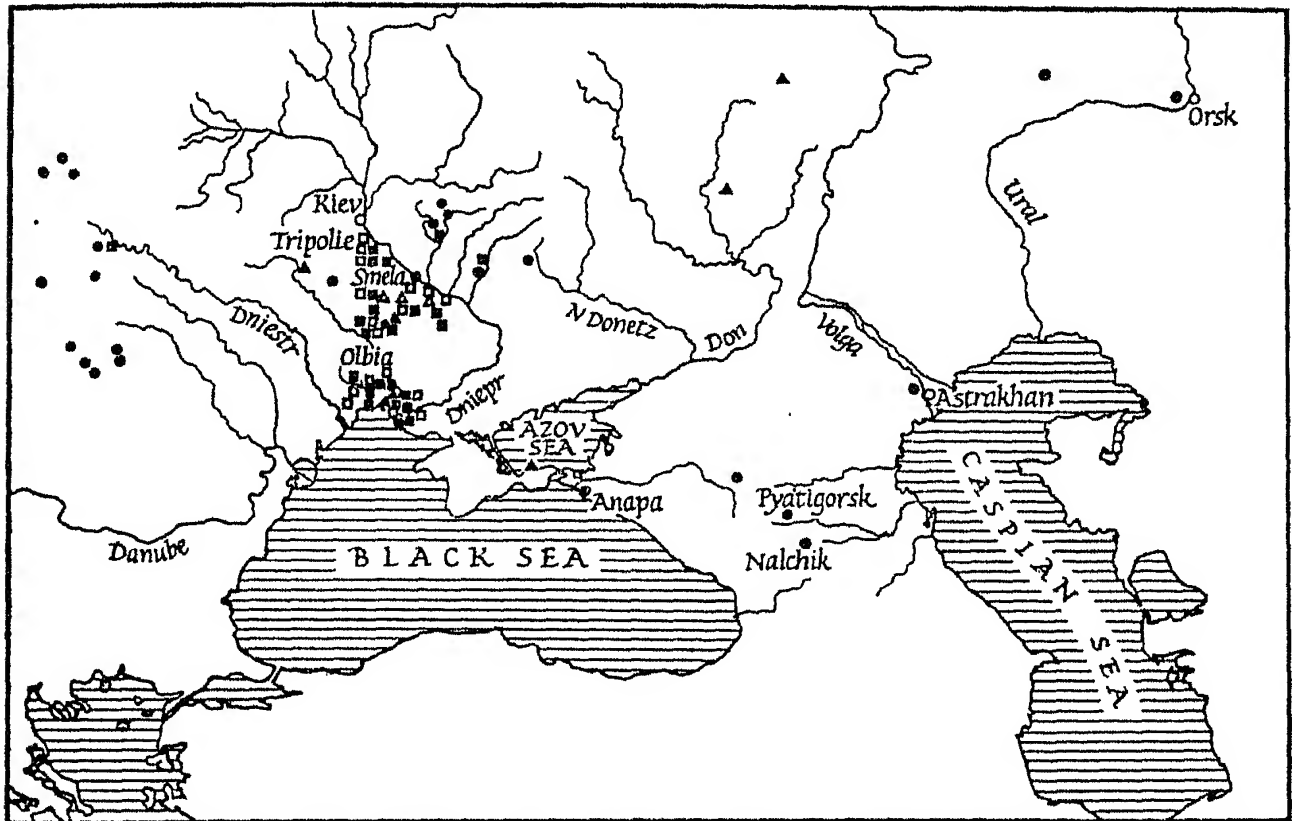 Orsk
Kiev
Ural
Tripolie
Smela
Dniestr
N Donetz
Don
Volga
Olbia
Dniepr
Astrakhan
AZOV
SEA
Anapa
Pyatigorsk
CASPIAN SEA
Danube
BLACK SEA
Nalchik